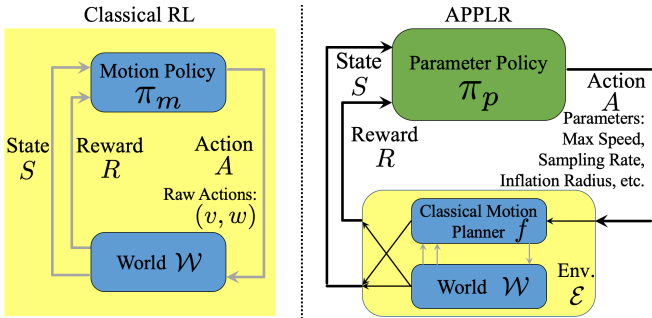 Classical RL
Motion Policy
π_m
State
S
Reward
R
Action
A
Raw Actions:
(v, w)
World W
APPLR
Parameter Policy
π_p
State
S
Reward
R
Action
A
Parameters:
Max Speed,
Sampling Rate,
Inflation Radius, etc.
Classical Motion
Planner f
World W
Env.
E